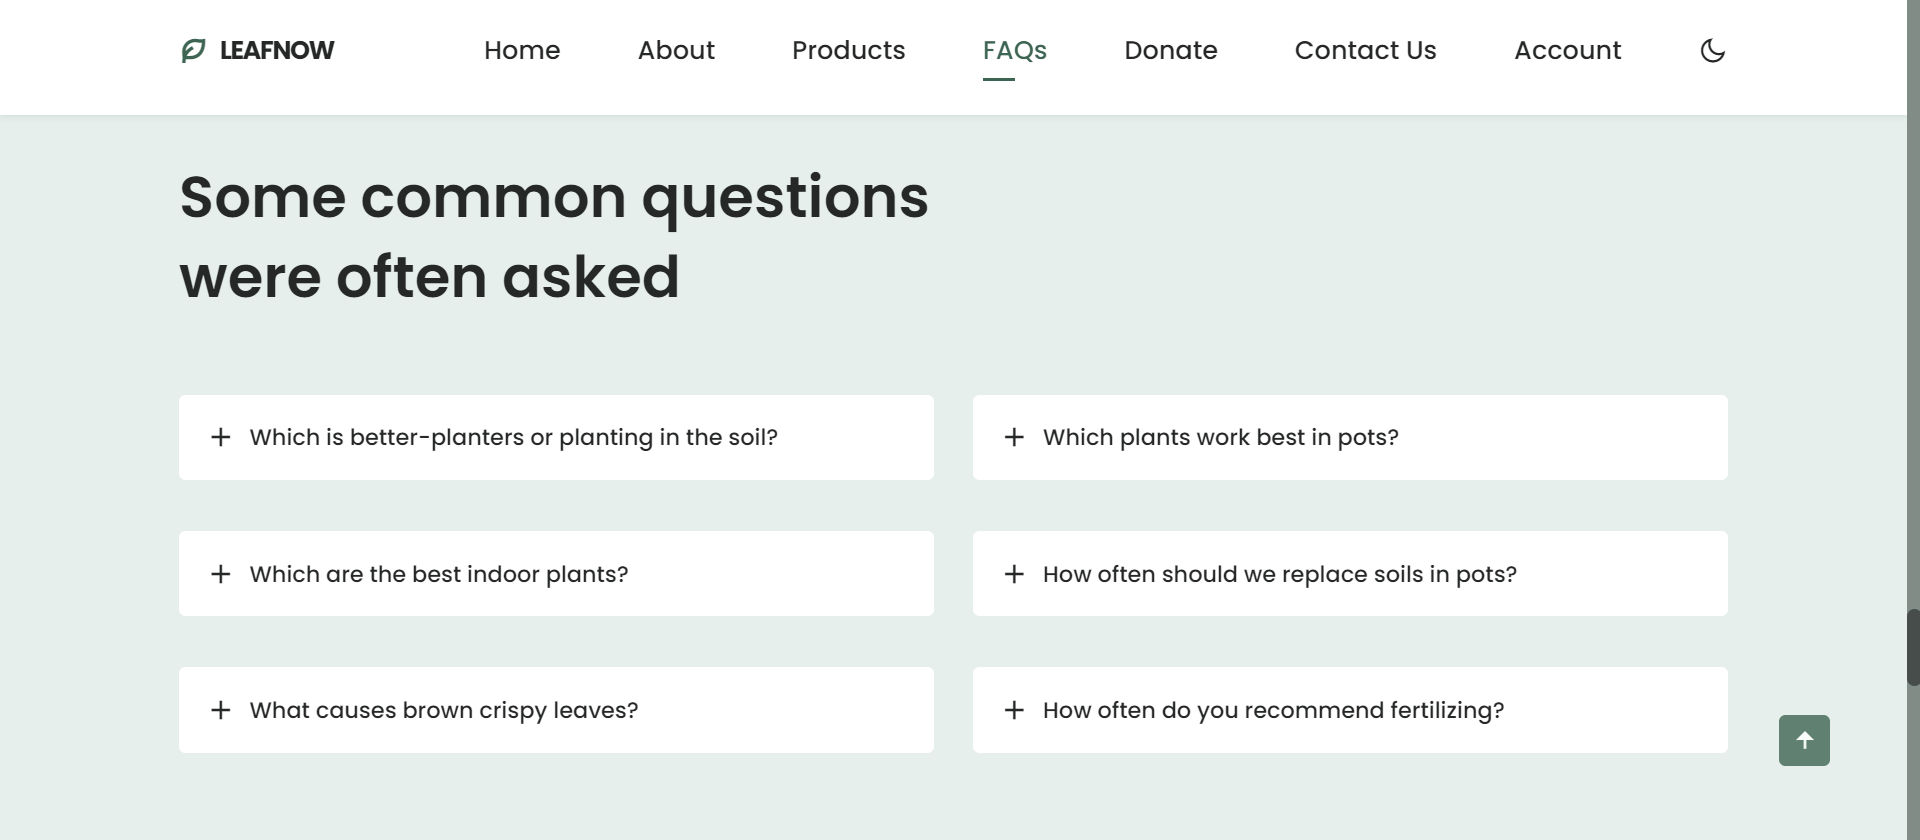 LEAFNOW
Home
About
Products
FAQs
Donate
Contact Us
Account
Some common questions
were often asked
Which is better-planters or planting in the soil?
Which plants work best in pots?
Which are the best indoor plants?
How often should we replace soils in pots?
What causes brown crispy leaves?
How often do you recommend fertilizing?